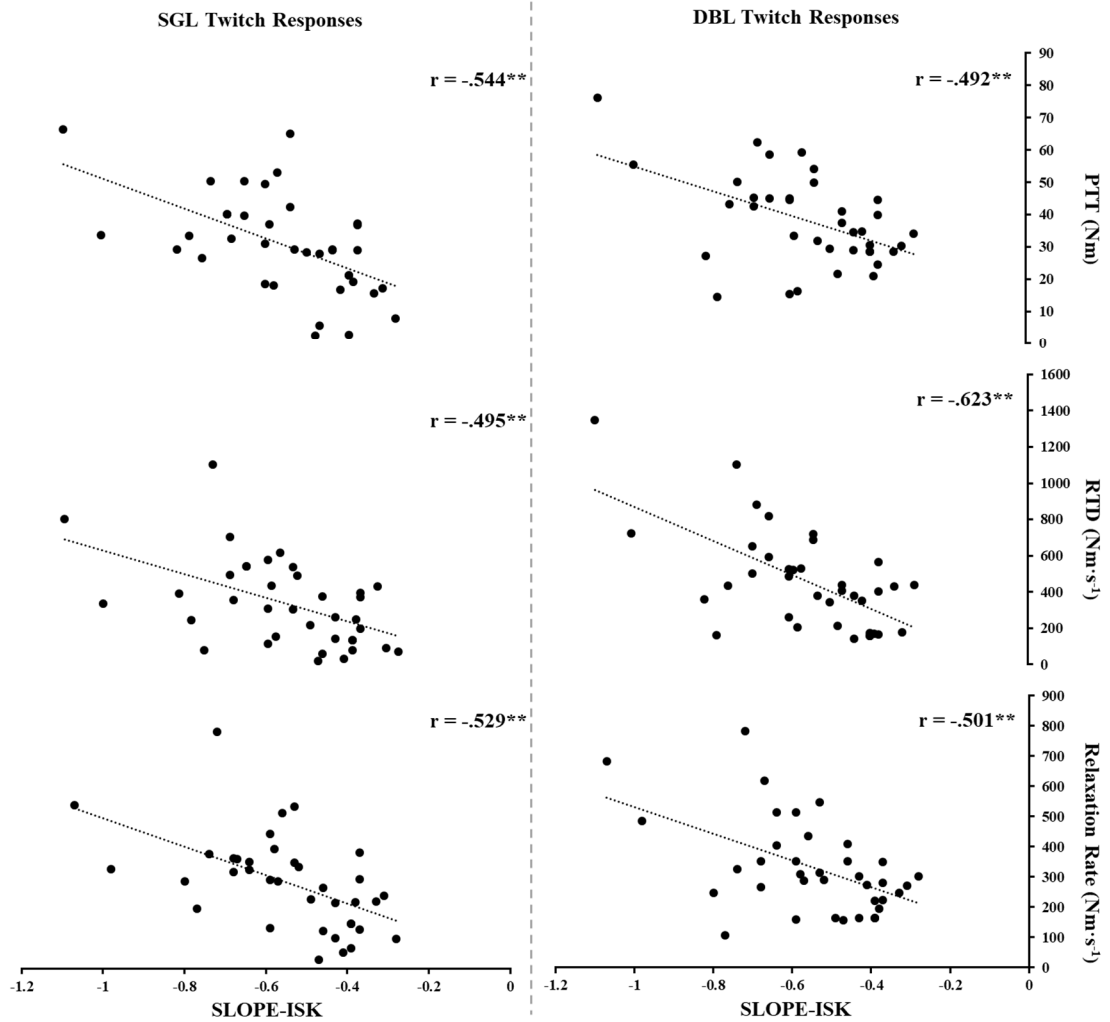 SGL Twitch Responses
DBL Twitch Responses
r = -.544**
r = -.492**
90
80
70
60
50
40
30
20
10
0
PTT (Nm)
r = -.495**
r = -.623**
1600
1400
1200
1000
800
600
400
200
0
RTD (Nm·s⁻¹)
r = -.529**
r = -.501**
900
800
700
600
500
400
300
200
100
0
Relaxation Rate (Nm·s⁻¹)
-1.2 -1 -0.8 -0.6 -0.4 -0.2 0
-1.2 -1 -0.8 -0.6 -0.4 -0.2 0
SLOPE-ISK
SLOPE-ISK